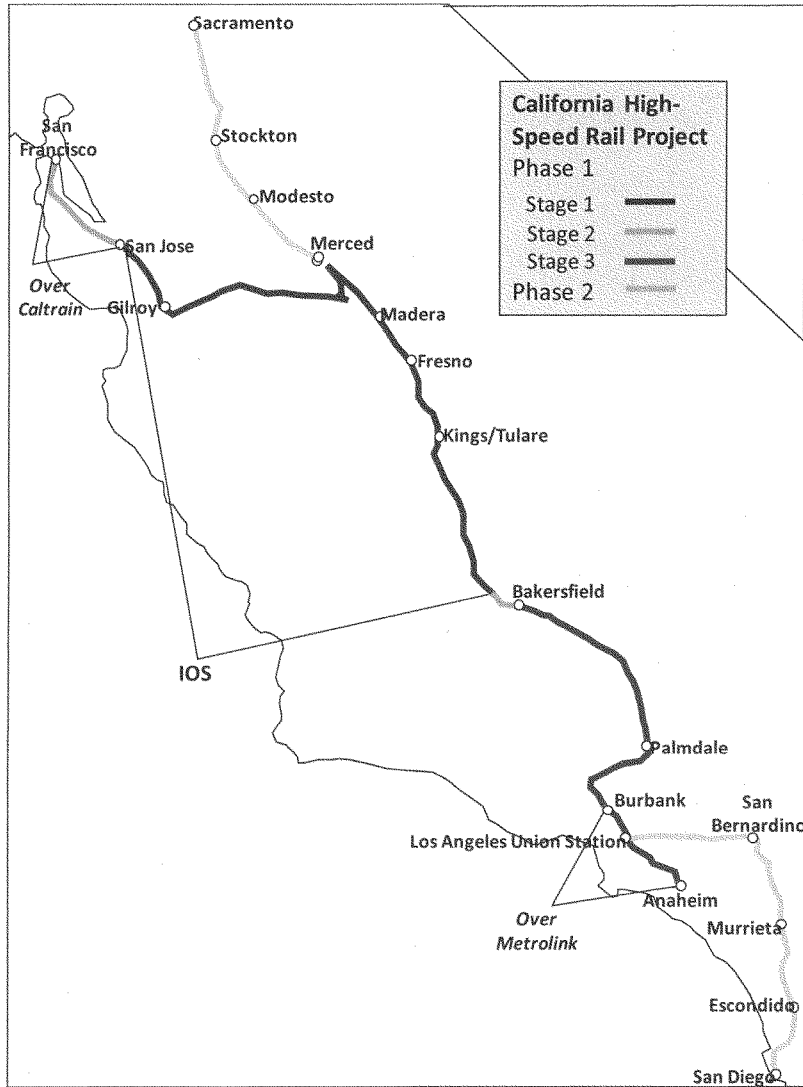 Sacramento
San
Francisco
Stockton
Modesto
Merced
San Jose
Over
Caltrain
Gilroy
Madera
Fresno
Kings/Tulare
Bakersfield
IOS
Palmdale
Burbank
San
Bernardino
Los Angeles Union Station
Anaheim
Over
Metrolink
Murrieta
Escondido
San Diego
California High-
Speed Rail Project
Phase 1
Stage 1
Stage 2
Stage 3
Phase 2